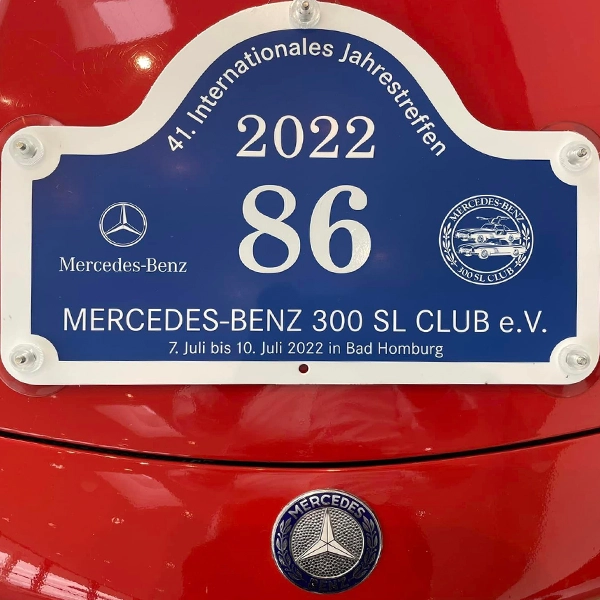 41. Internationales Jahrestreffen
2022
86
Mercedes-Benz
MERCEDES-BENZ
300 SL CLUB
MERCEDES-BENZ 300 SL CLUB e.V.
7. Juli bis 10. Juli 2022 in Bad Homburg
MERCEDES
BENZ